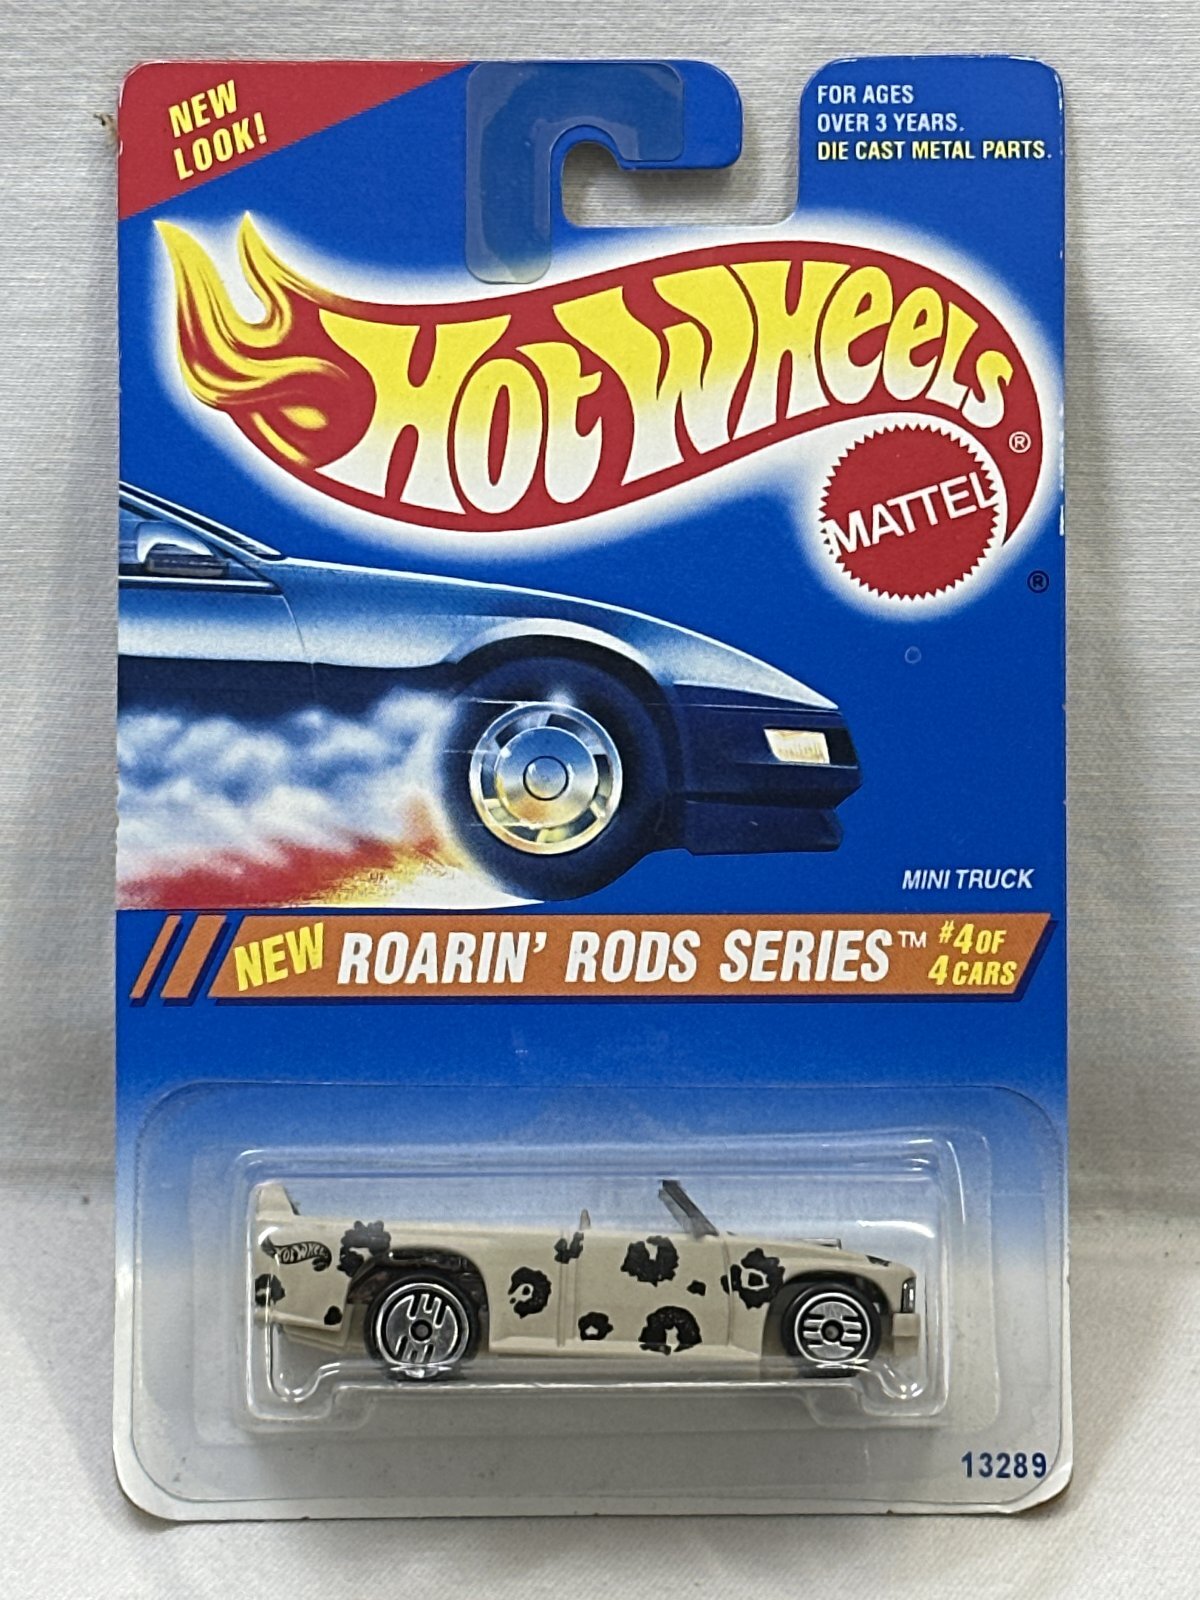 NEW
LOOK!
FOR AGES
OVER 3 YEARS.
DIE CAST METAL PARTS.
HOT WHEELS®
MATTEL
®
MINI TRUCK
NEW ROARIN' RODS SERIES™ #4 OF
4 CARS
HOT WHEELS
13289